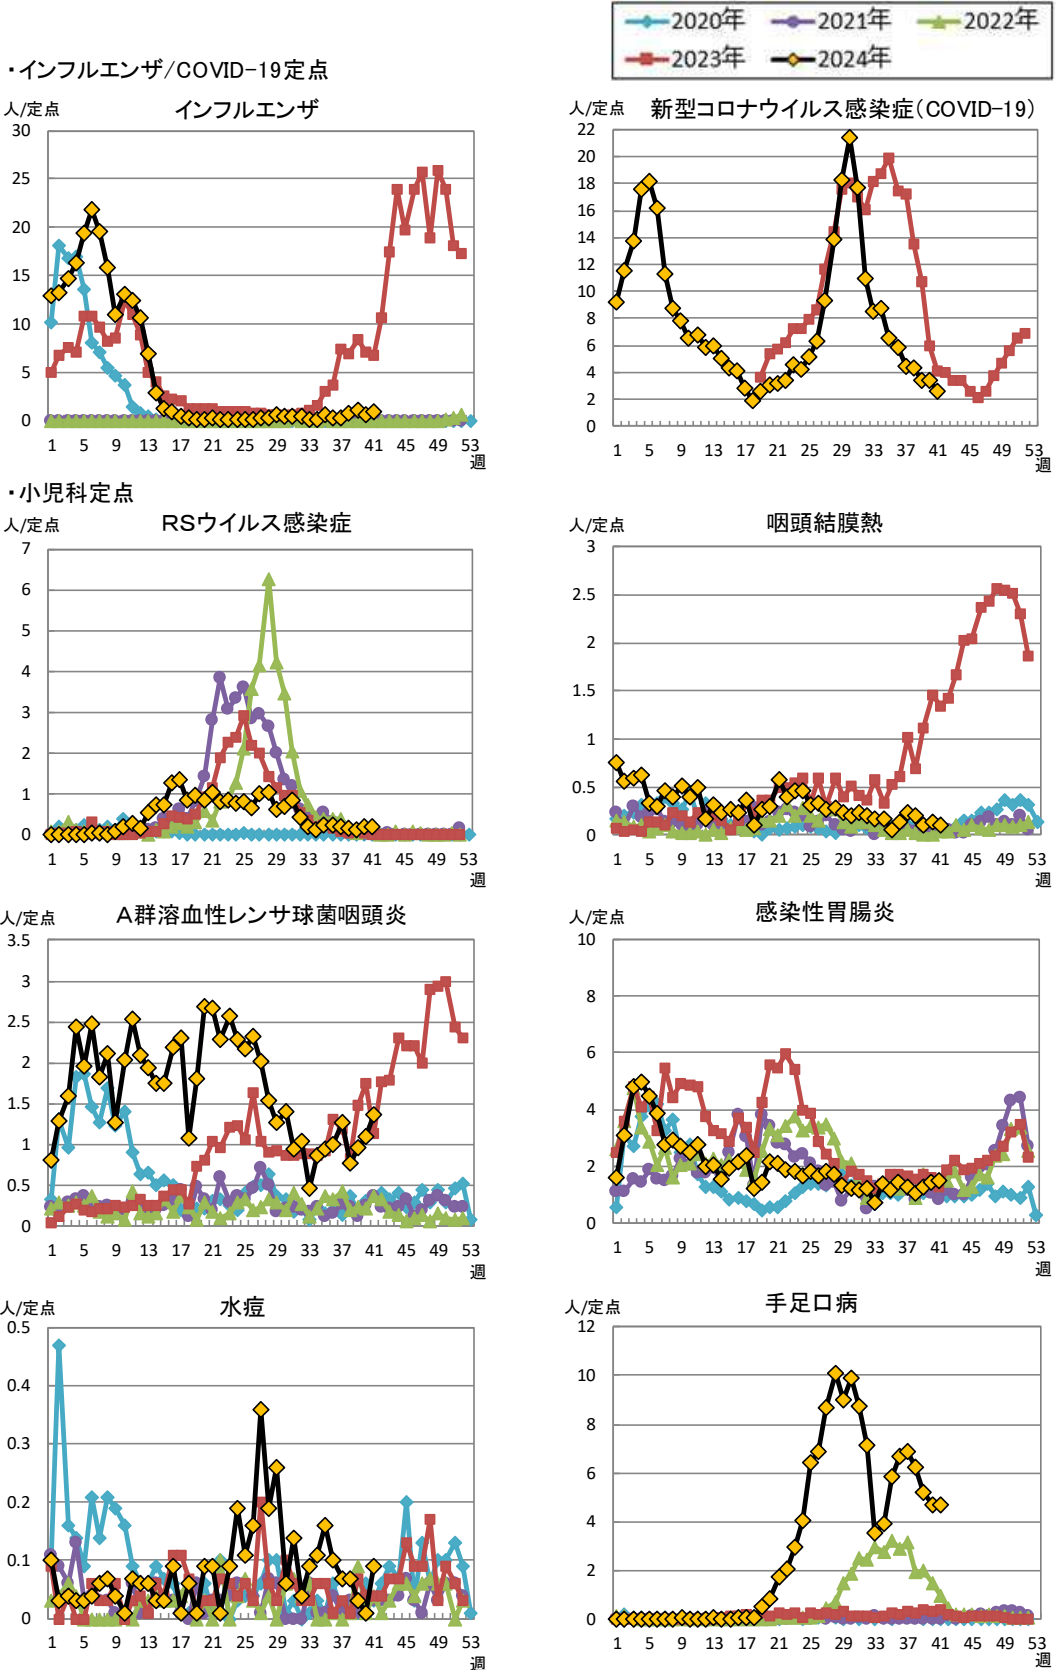 2020年 2021年 2022年
2023年 2024年
・インフルエンザ/COVID-19定点
人/定点 インフルエンザ
30
25
20
15
10
5
0
1 5 9 13 17 21 25 29 33 37 41 45 49 53
週
人/定点 新型コロナウイルス感染症(COVID-19)
22
20
18
16
14
12
10
8
6
4
2
0
1 5 9 13 17 21 25 29 33 37 41 45 49 53
週
・小児科定点
人/定点 RSウイルス感染症
7
6
5
4
3
2
1
0
1 5 9 13 17 21 25 29 33 37 41 45 49 53
週
人/定点 咽頭結膜熱
3
2.5
2
1.5
1
0.5
0
1 5 9 13 17 21 25 29 33 37 41 45 49 53
週
人/定点 A群溶血性レンサ球菌咽頭炎
3.5
3
2.5
2
1.5
1
0.5
0
1 5 9 13 17 21 25 29 33 37 41 45 49 53
週
人/定点 感染性胃腸炎
10
8
6
4
2
0
1 5 9 13 17 21 25 29 33 37 41 45 49 53
週
人/定点 水痘
0.5
0.4
0.3
0.2
0.1
0
1 5 9 13 17 21 25 29 33 37 41 45 49 53
週
人/定点 手足口病
12
10
8
6
4
2
0
1 5 9 13 17 21 25 29 33 37 41 45 49 53
週